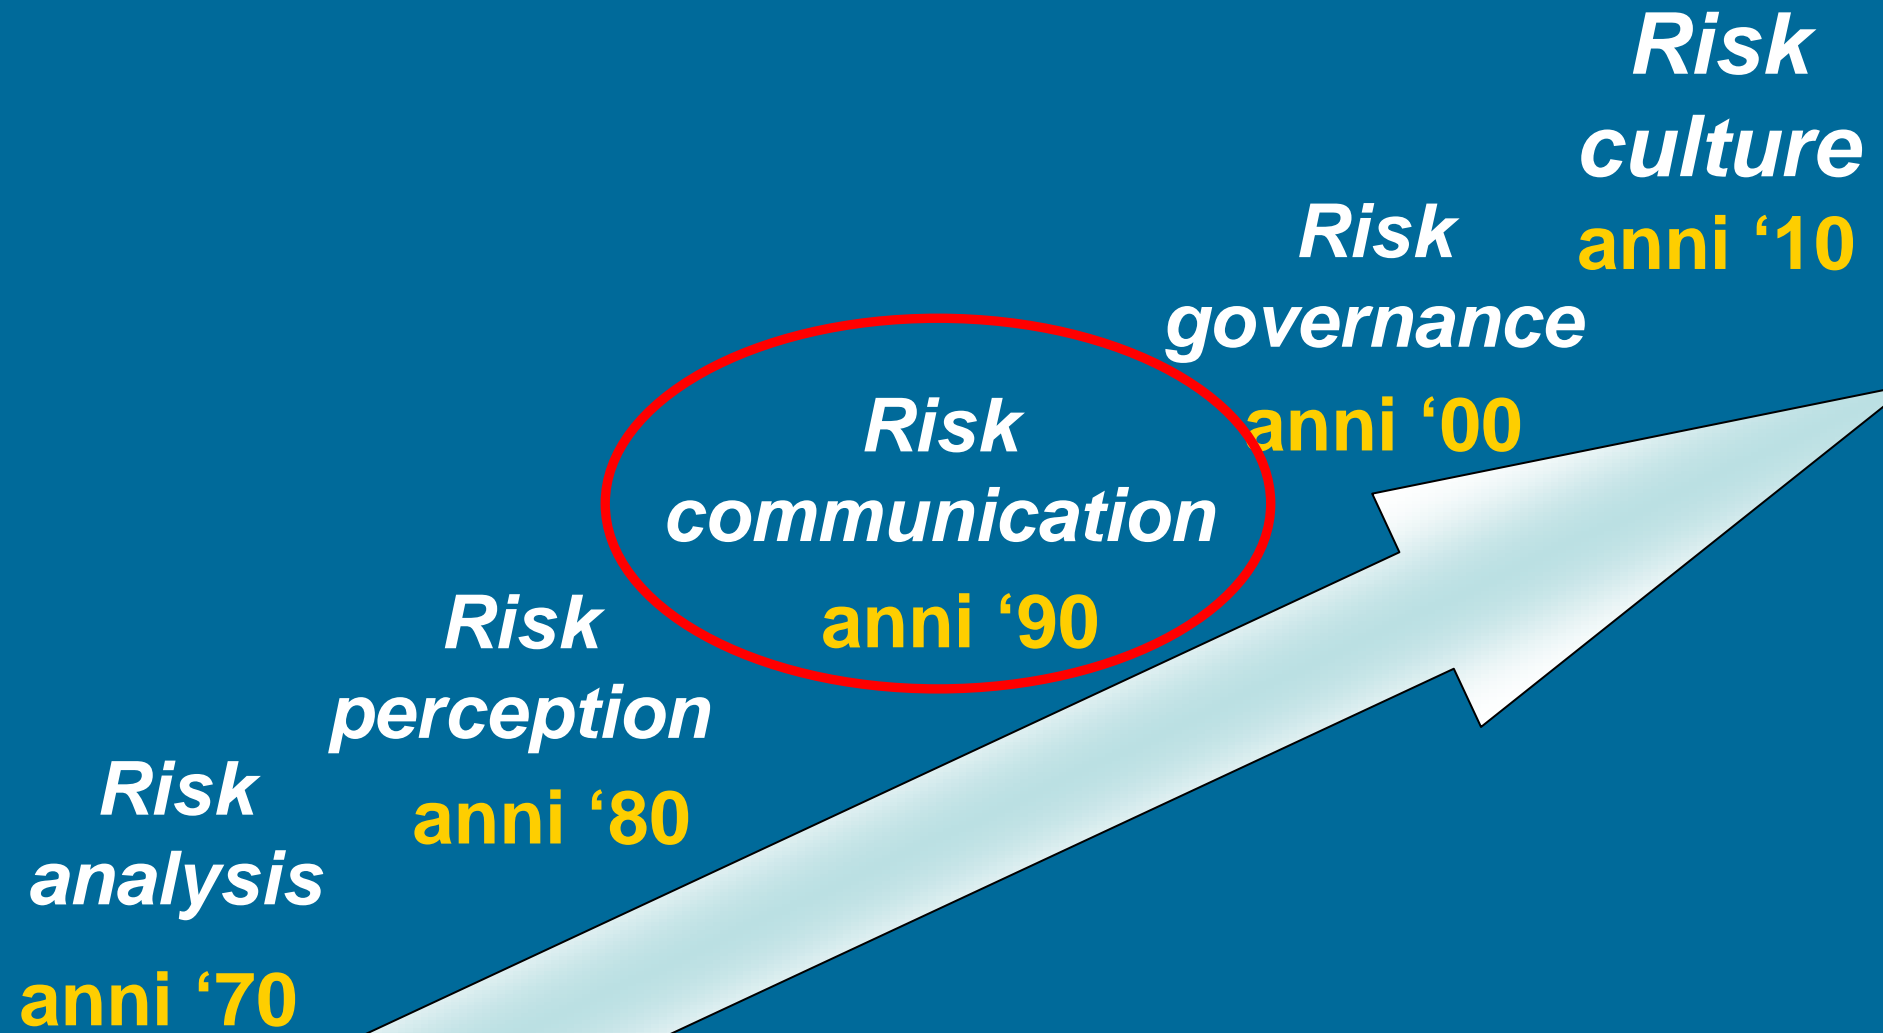 Risk
analysis
anni ‘70
Risk
perception
anni ‘80
Risk
communication
anni ‘90
Risk
governance
anni ‘00
Risk
culture
anni ‘10